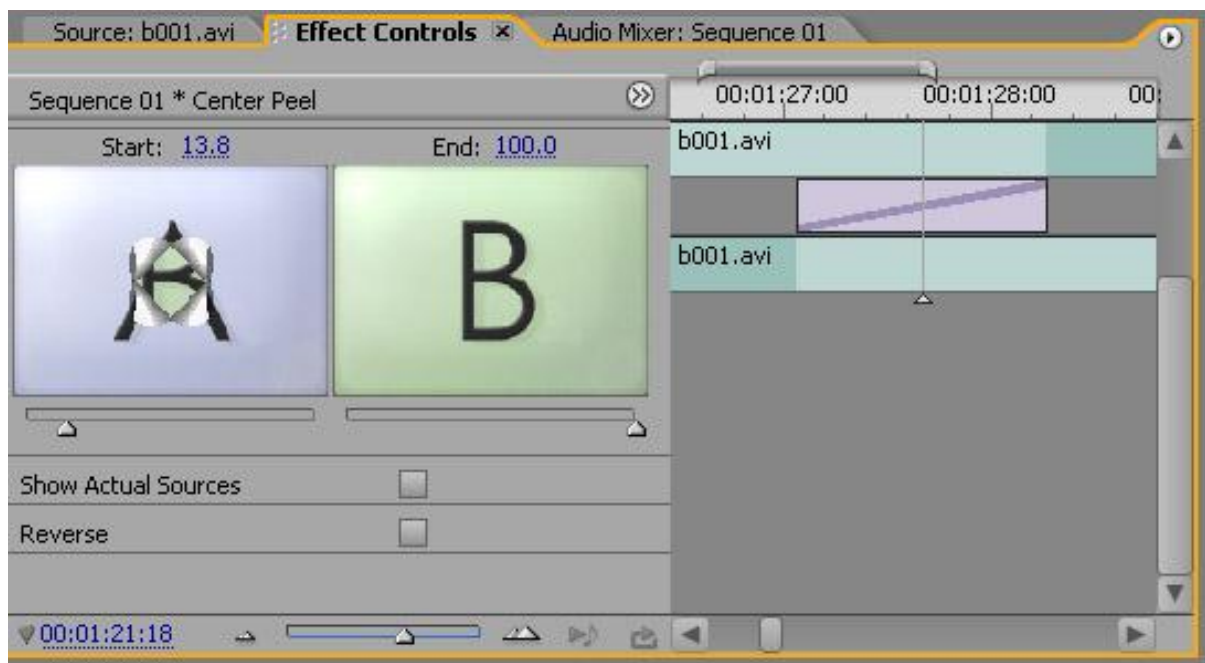 Source: b001.avi Effect Controls Audio Mixer: Sequence 01
Sequence 01 * Center Peel
00:01:27:00 00:01:28:00 00:
Start: 13.8 End: 100.0
b001.avi
A B
b001.avi
Show Actual Sources
Reverse
00:01:21:18